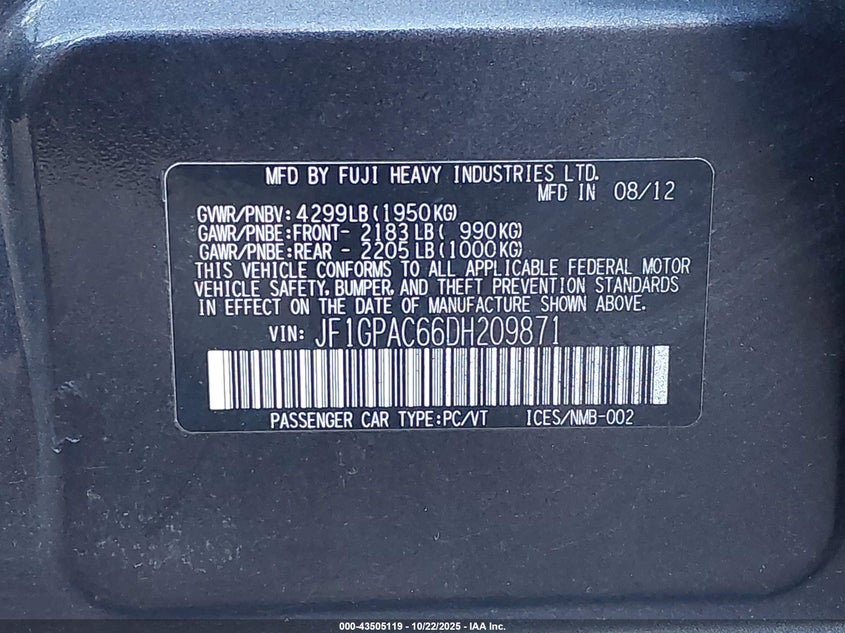 MFD BY FUJI HEAVY INDUSTRIES LTD.
MFD IN 08/12
GVWR/PNBV: 4299LB(1950KG)
GAWR/PNBE:FRONT- 2183LB( 990KG)
GAWR/PNBE:REAR - 2205LB(1000KG)
THIS VEHICLE CONFORMS TO ALL APPLICABLE FEDERAL MOTOR
VEHICLE SAFETY, BUMPER, AND THEFT PREVENTION STANDARDS
IN EFFECT ON THE DATE OF MANUFACTURE SHOWN ABOVE.
VIN: JF1GPAC66DH209871
PASSENGER CAR TYPE:PC/VT ICES/NMB-002
000-43505119 - 10/22/2025 - IAA Inc.